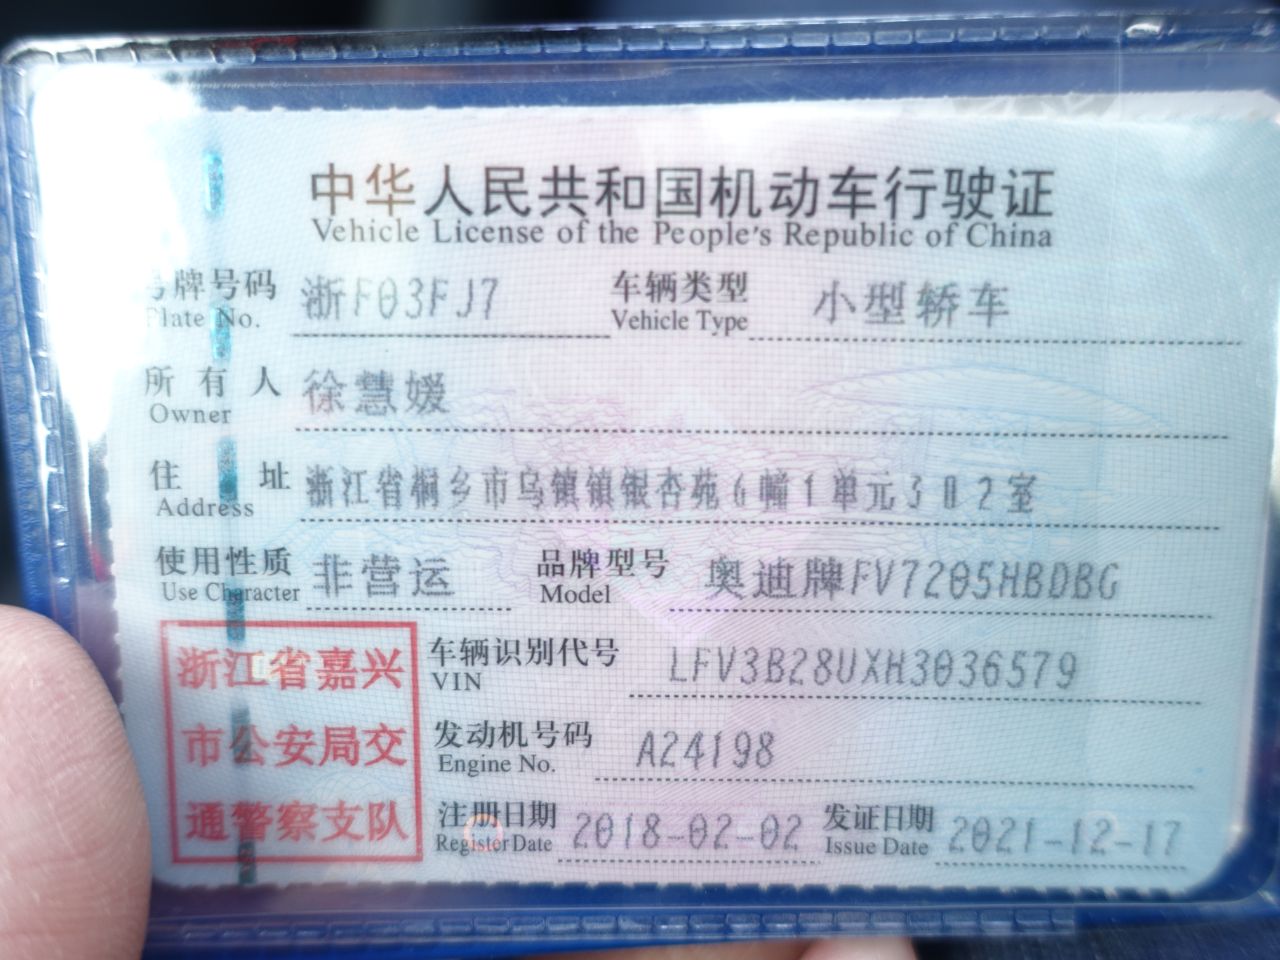 中华人民共和国机动车行驶证
Vehicle License of the People's Republic of China
号牌号码 浙F03FJ7 车辆类型 小型轿车
Plate No. Vehicle Type
所有人 徐慧媛
Owner
住址 浙江省桐乡市乌镇镇银杏苑6幢1单元302室
Address
使用性质 非营运 品牌型号 奥迪牌FV7205HBDBG
Use Character Model
浙江省嘉兴
市公安局交
通警察支队
车辆识别代号 LFV3B28UXH3036579
VIN
发动机号码 A24198
Engine No.
注册日期 2018-02-02 发证日期 2021-12-17
Register Date Issue Date